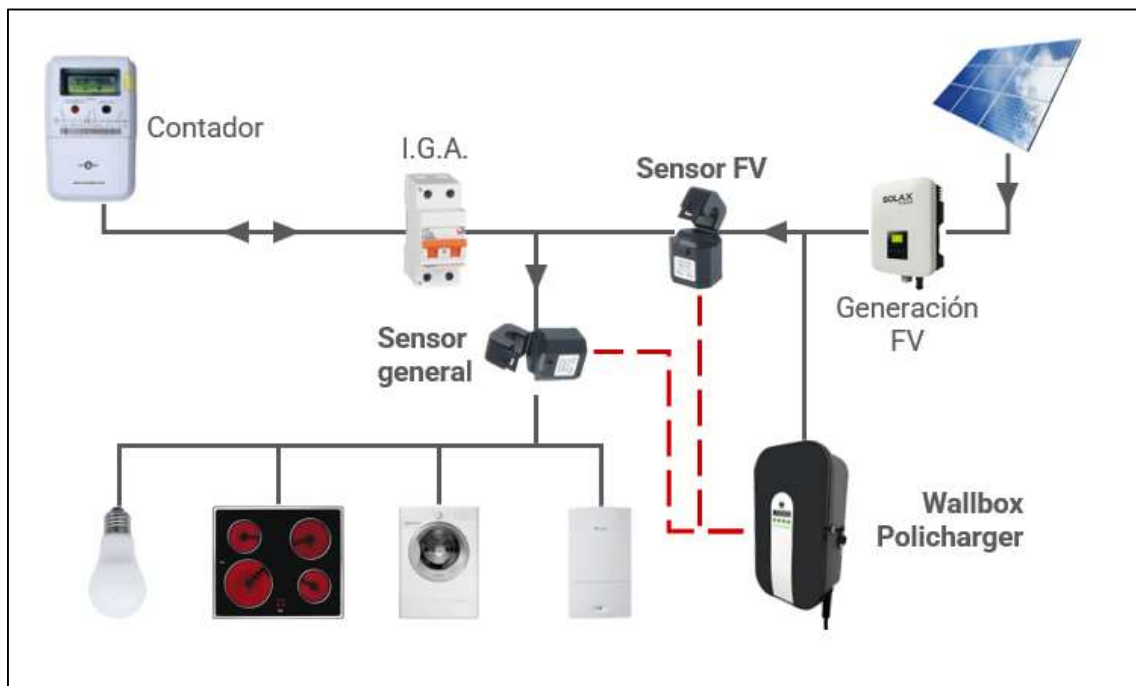 Contador
I.G.A.
Sensor FV
SOLAX
Generación
FV
Sensor
general
Wallbox
Policharger